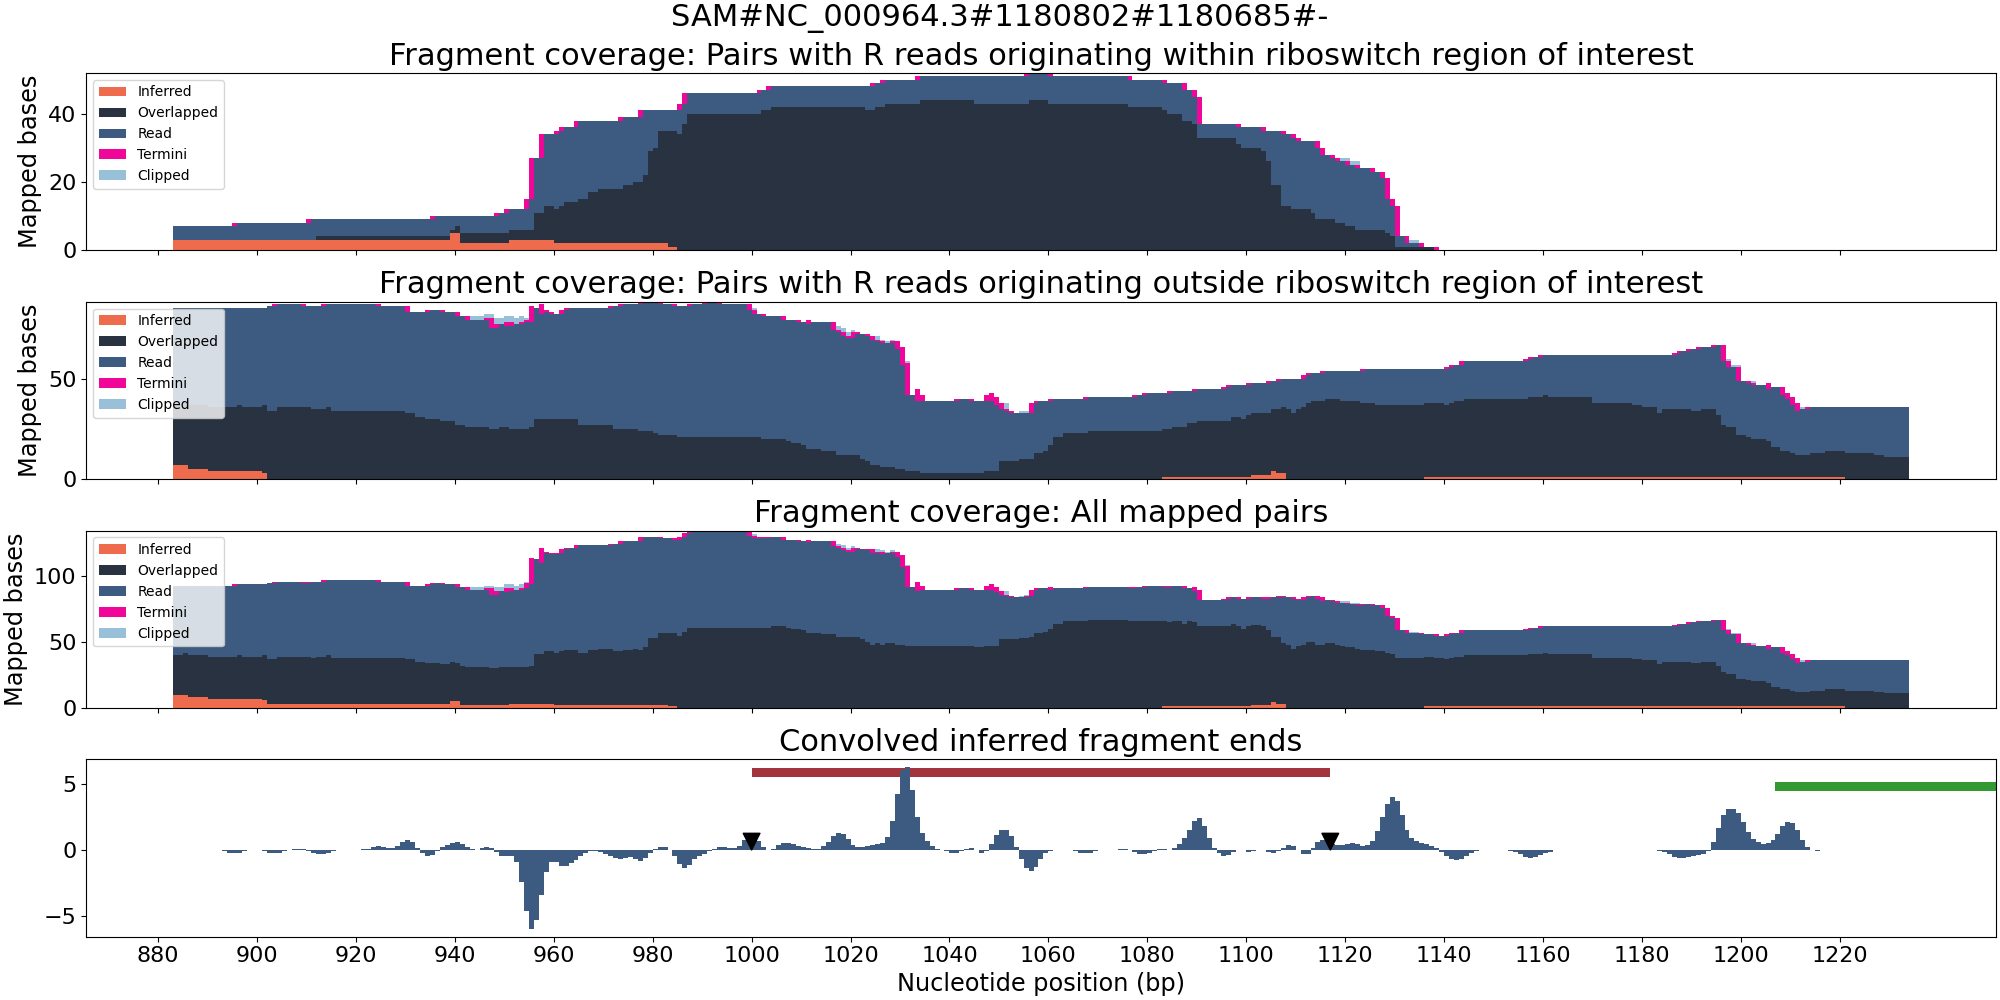 SAM#NC_000964.3#1180802#1180685#-
Fragment coverage: Pairs with R reads originating within riboswitch region of interest
Mapped bases
40
20
0
Inferred
Overlapped
Read
Termini
Clipped
Fragment coverage: Pairs with R reads originating outside riboswitch region of interest
Mapped bases
50
0
Inferred
Overlapped
Read
Termini
Clipped
Fragment coverage: All mapped pairs
Mapped bases
100
50
0
Inferred
Overlapped
Read
Termini
Clipped
Convolved inferred fragment ends
5
0
−5
880 900 920 940 960 980 1000 1020 1040 1060 1080 1100 1120 1140 1160 1180 1200 1220
Nucleotide position (bp)